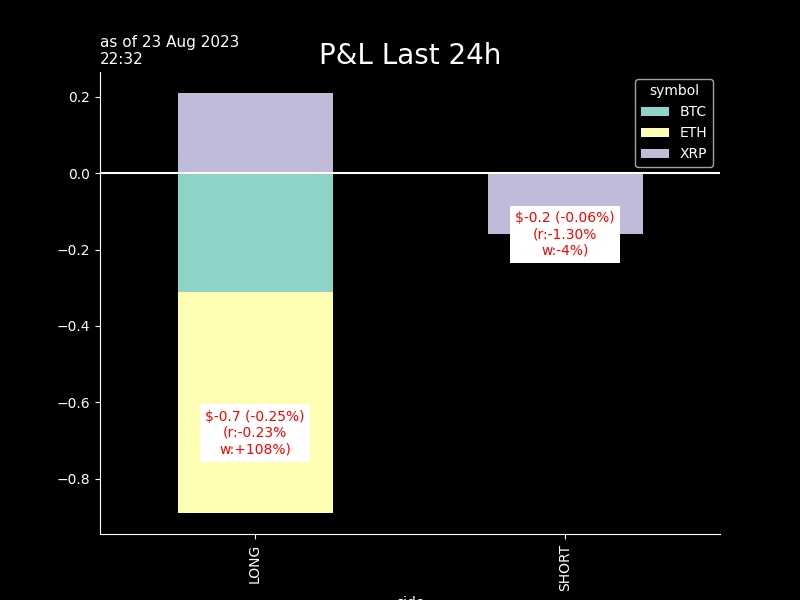 as of 23 Aug 2023
22:32
P&L Last 24h
symbol
BTC
ETH
XRP
0.2
0.0
−0.2
−0.4
−0.6
−0.8
$-0.2 (-0.06%)
(r:-1.30%
w:-4%)
$-0.7 (-0.25%)
(r:-0.23%
w:+108%)
LONG
SHORT
side